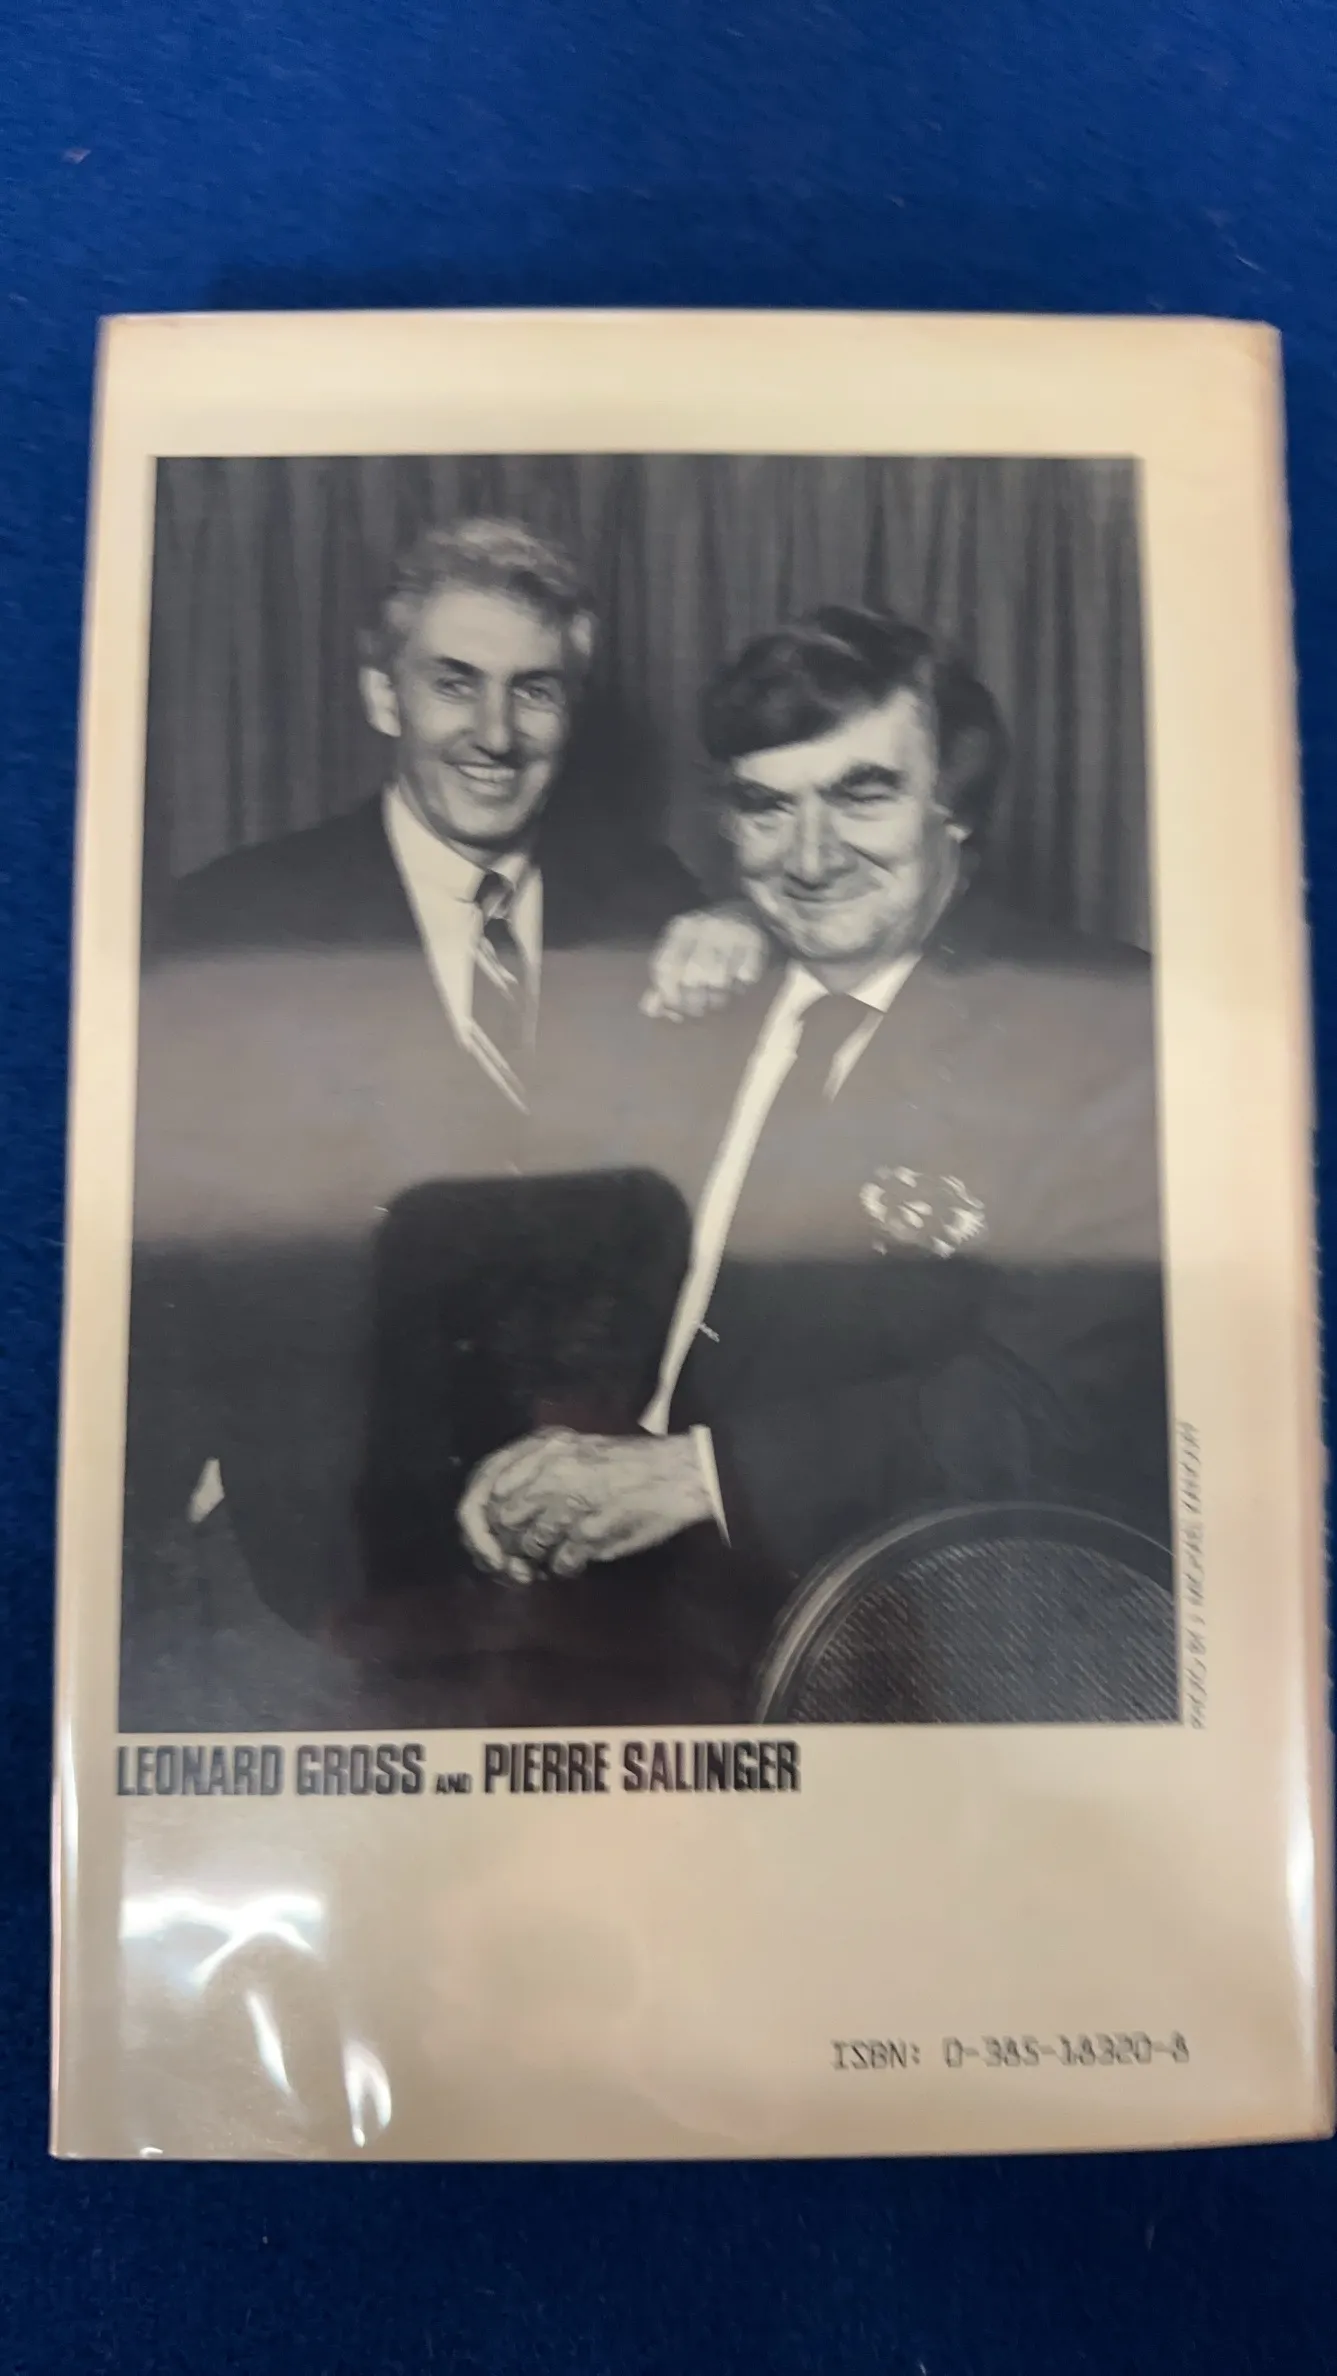 LEONARD GROSS AND PIERRE SALINGER
ISBN: 0-385-18320-8